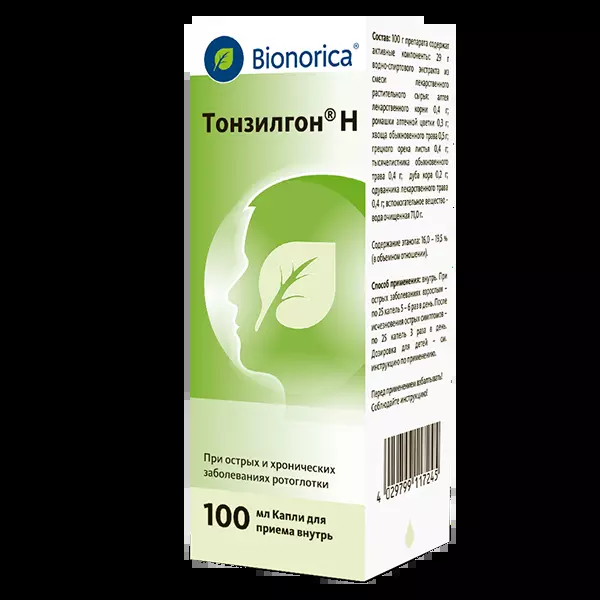 Bionorica®
Тонзилгон® Н
При острых и хронических
заболеваниях ротоглотки
100 мл Капли для
приема внутрь
Состав: 100 г препарата содержат
активные компоненты: 29 г
водно-спиртового экстракта из
смеси лекарственного
растительного сырья: алтея
лекарственного корни 0,4 г;
ромашки аптечной цветки 0,3 г;
хвоща обыкновенного трава 0,5 г;
грецкого ореха листья 0,4 г;
тысячелистника обыкновенного
трава 0,4 г; дуба кора 0,2 г;
одуванчика лекарственного трава
0,4 г; вспомогательное вещество –
вода очищенная 71,0 г.
Содержание этанола: 16,0 – 19,5 %
(в объемном отношении).
Способ применения: внутрь. При
острых заболеваниях взрослым –
по 25 капель 5 – 6 раз в день. После
исчезновения острых симптомов –
по 25 капель 3 раза в день.
Дозировка для детей – см.
инструкцию по применению.
Перед применением взбалтывать!
Соблюдайте инструкцию!
4 029799 117245